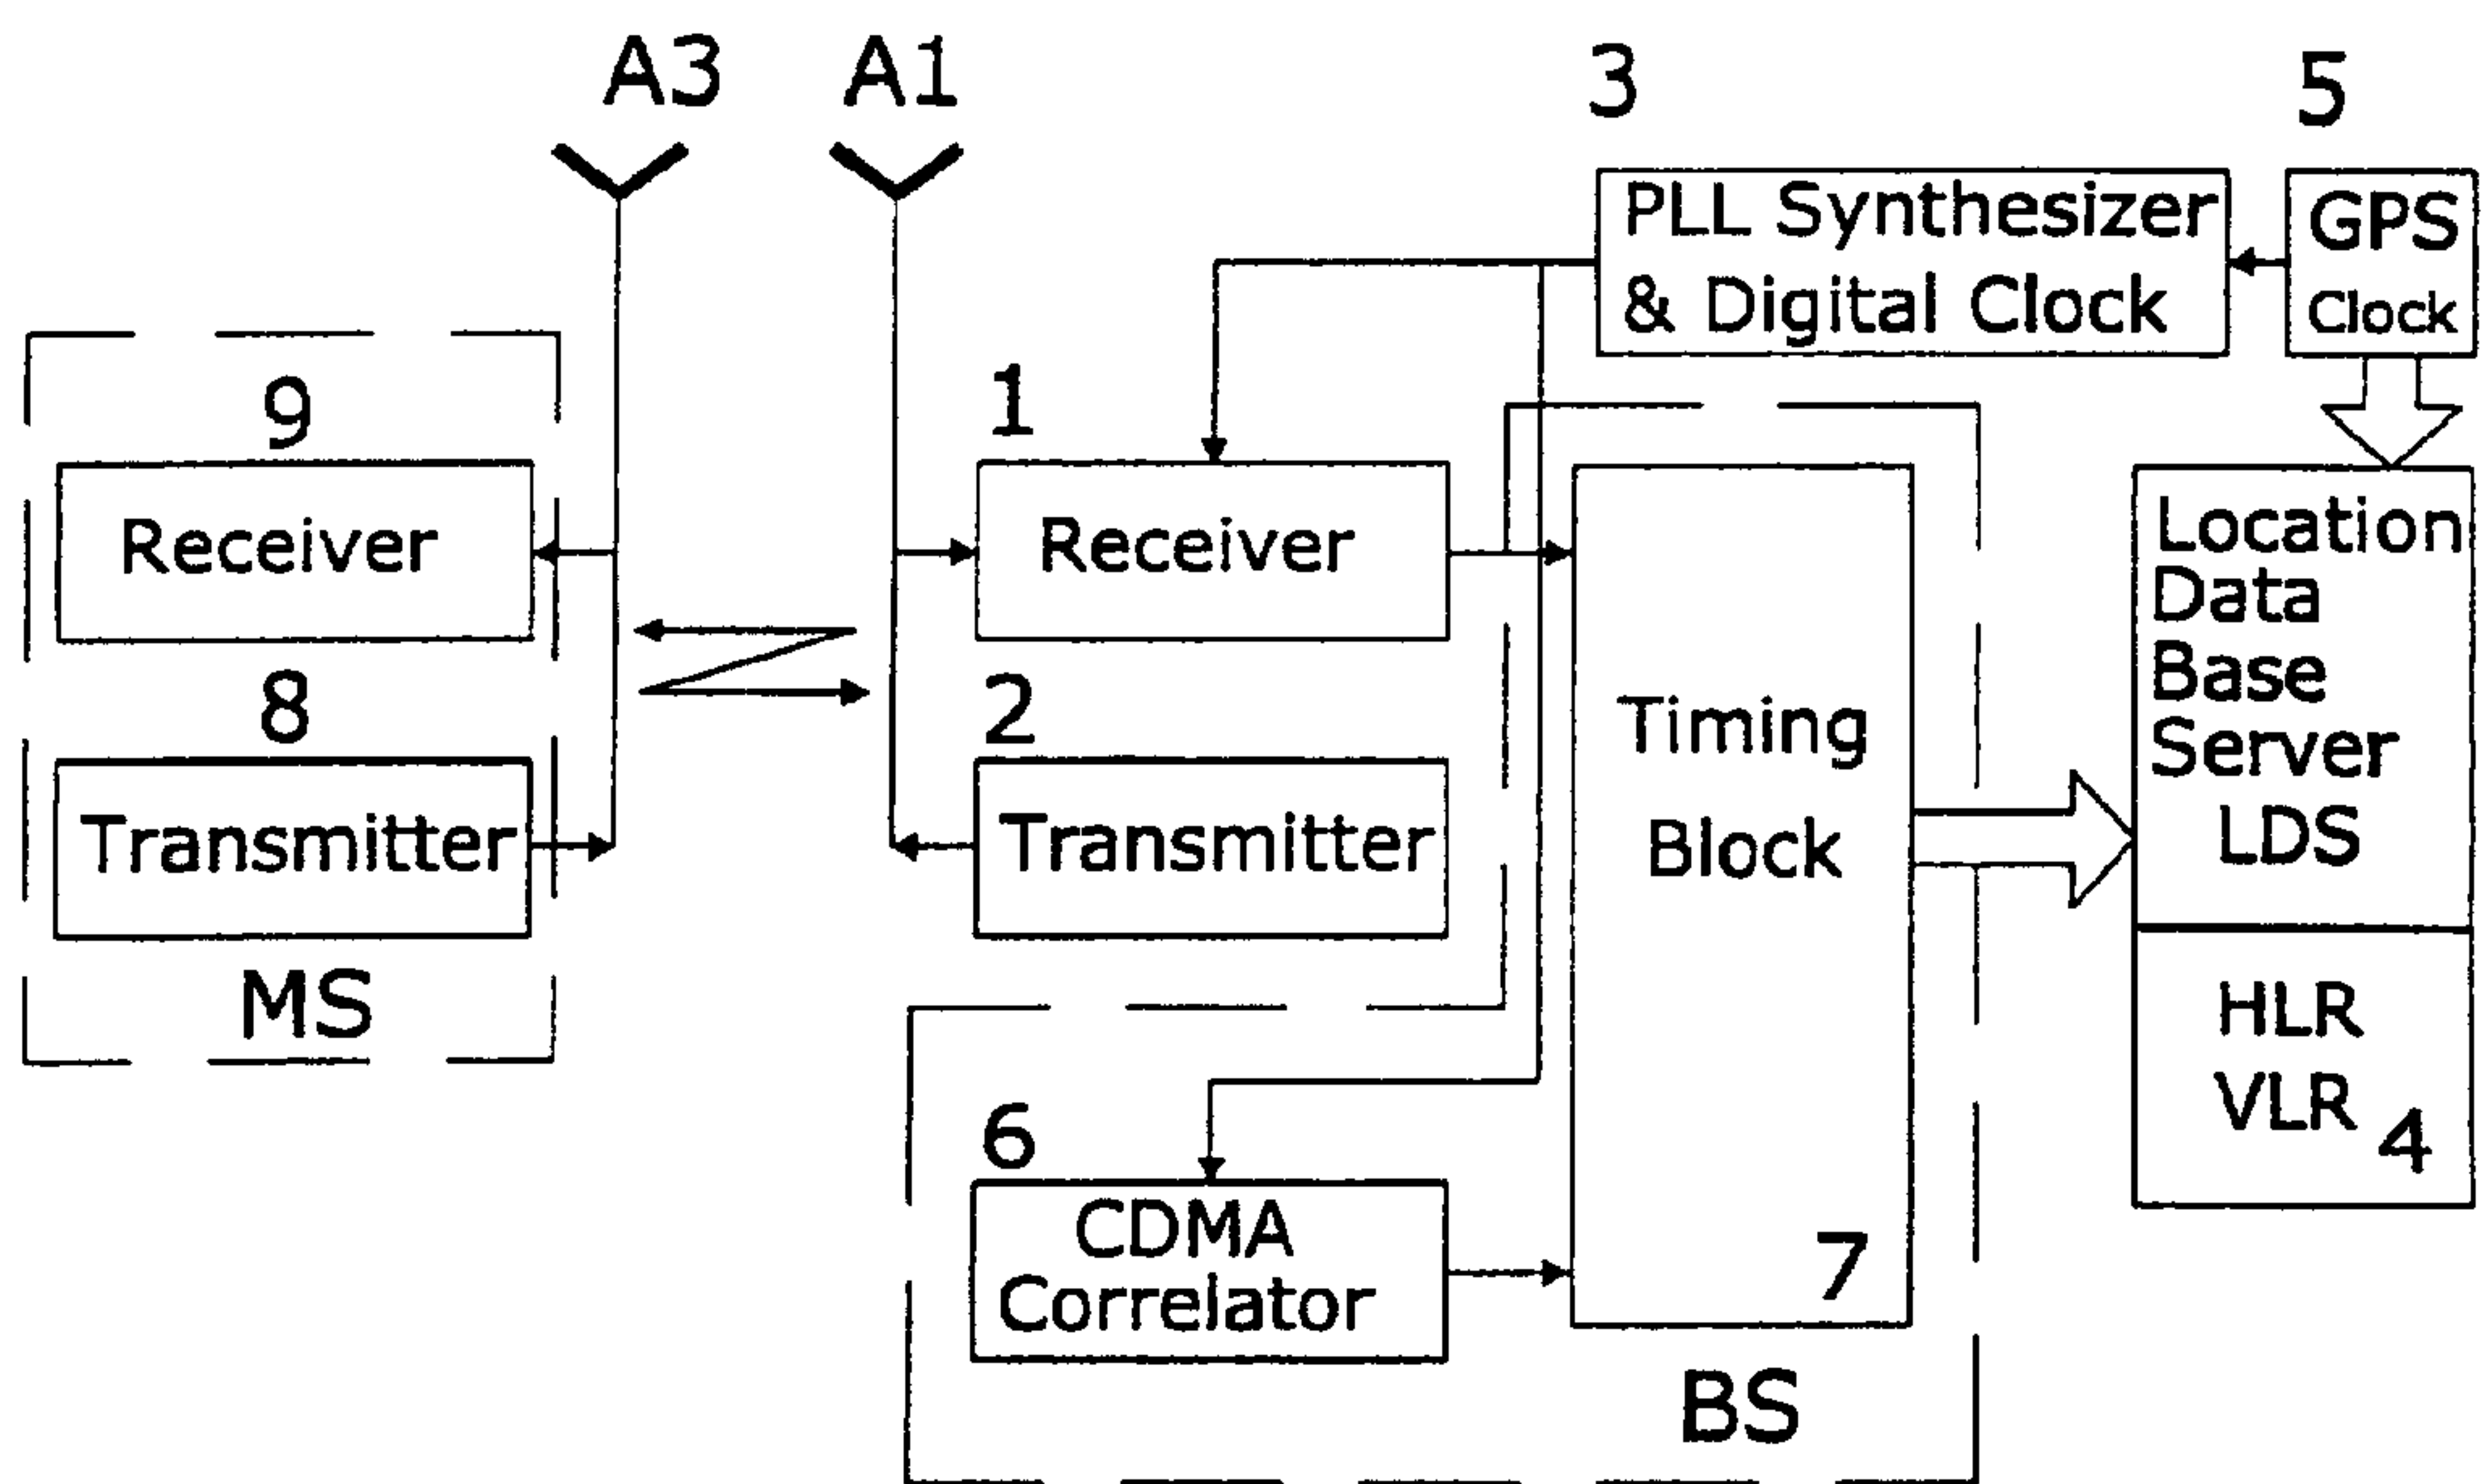 A3
A1
3
5
PLL Synthesizer
& Digital Clock
GPS
Clock
9
1
Receiver
Receiver
8
2
Transmitter
Transmitter
MS
Timing
Block
7
Location
Data
Base
Server
LDS
HLR
VLR
4
6
CDMA
Correlator
BS